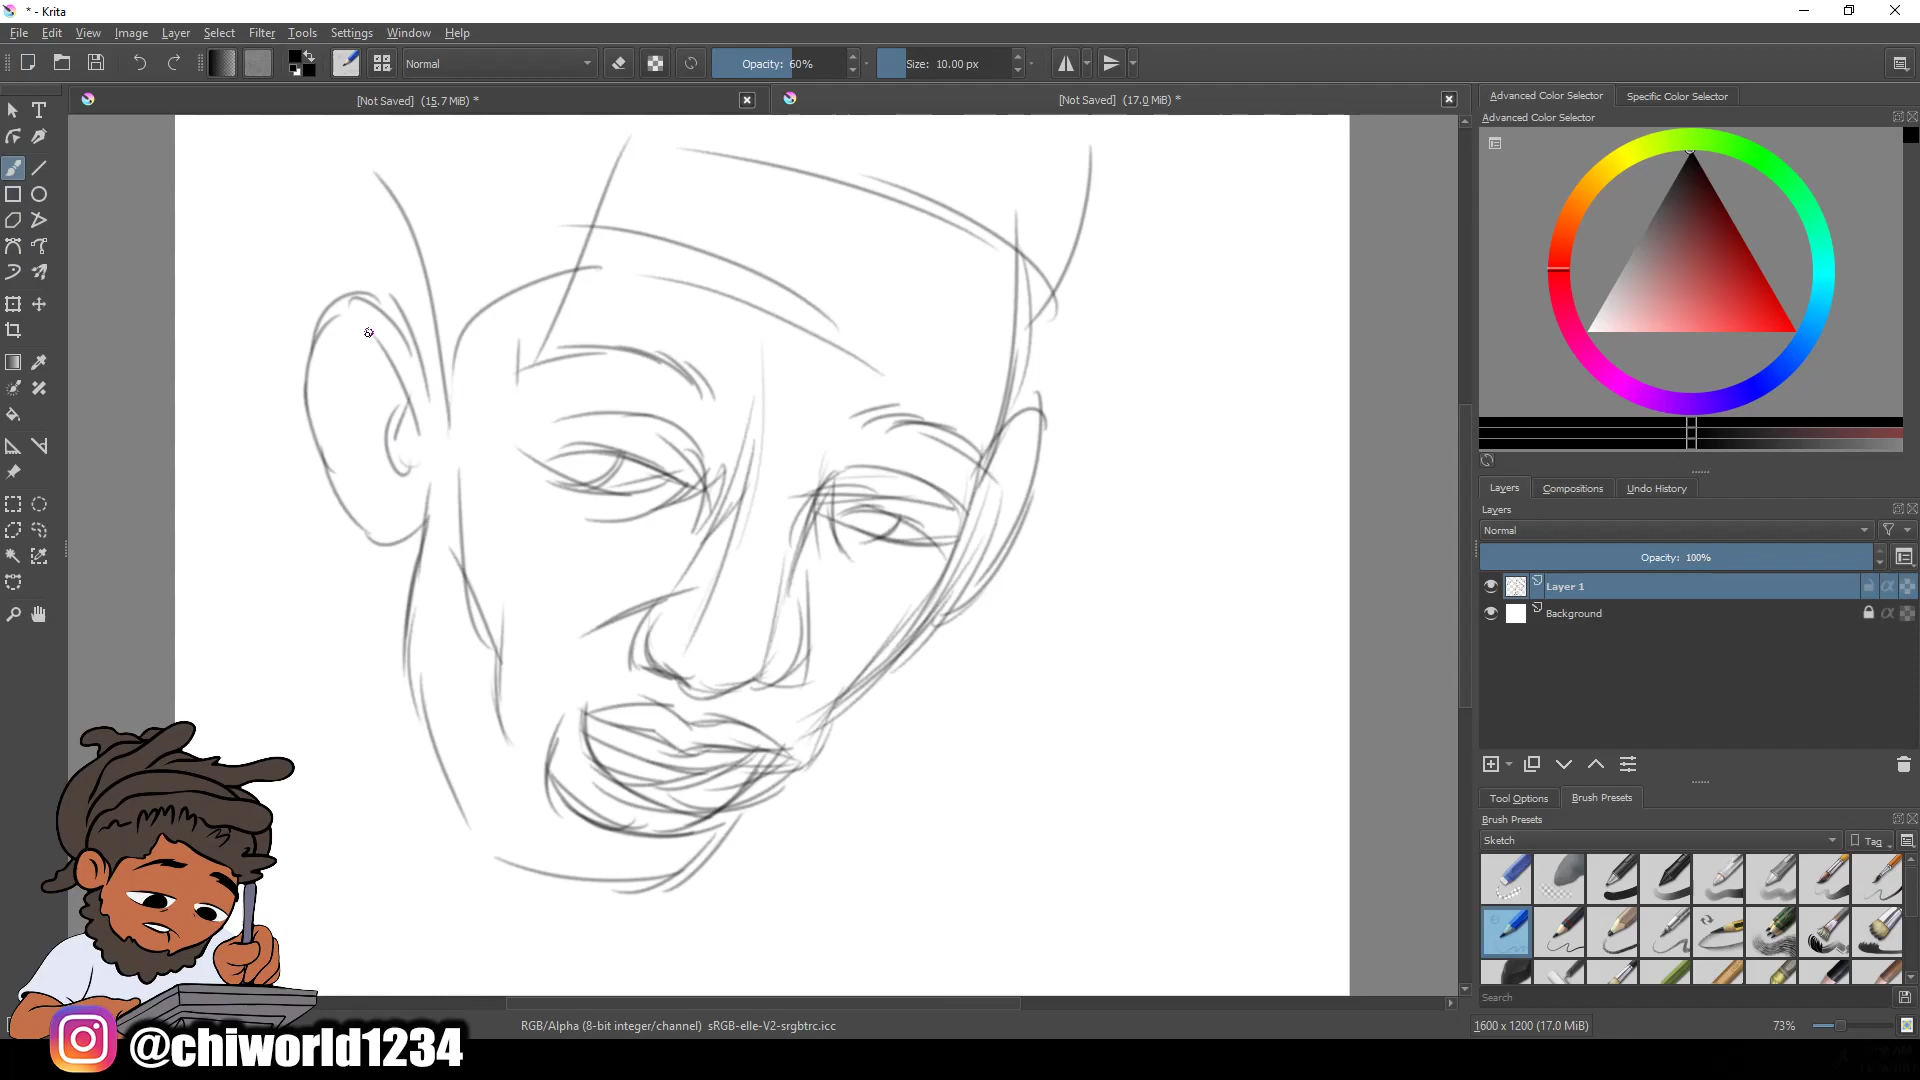 * - Krita
File Edit View Image Layer Select Filter Tools Settings Window Help
Normal Opacity: 60% Size: 10.00 px
[Not Saved] (15.7 MiB) * [Not Saved] (17.0 MiB) *
Advanced Color Selector Specific Color Selector
Advanced Color Selector
Layers Compositions Undo History
Layers
Normal
Opacity: 100%
Layer 1
Background
Tool Options Brush Presets
Brush Presets
Sketch Tag
Search
RGB/Alpha (8-bit integer/channel) sRGB-elle-V2-srgbtrc.icc 1600 x 1200 (17.0 MiB) 73%
@chiworld1234